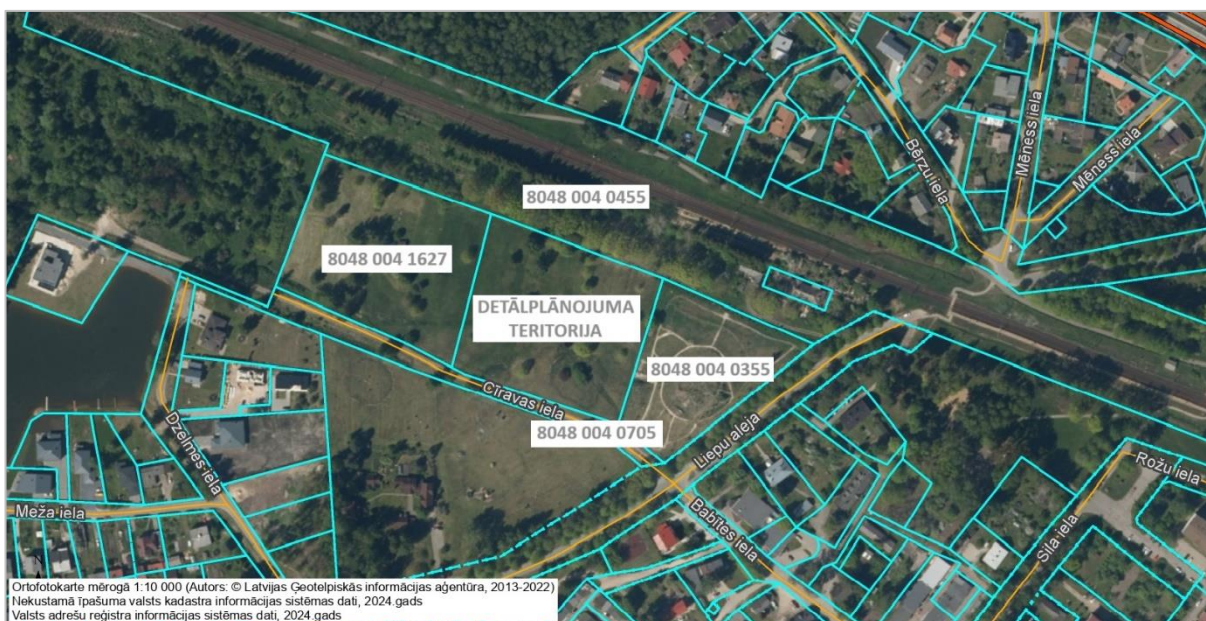 Bērzu iela
Mēness iela
Mēness iela
8048 004 0455
8048 004 1627
DETĀLPLĀNOJUMA
TERITORIJA
8048 004 0355
Cīravas iela
8048 004 0705
Liepu aleja
Dzelmes iela
Rožu iela
Meža iela
Babītes iela
Sila iela
Ortofotokarte mērogā 1:10 000 (Autors: © Latvijas Ģeotelpiskās informācijas aģentūra, 2013-2022)
Nekustamā īpašuma valsts kadastra informācijas sistēmas dati, 2024.gads
Valsts adrešu reģistra informācijas sistēmas dati, 2024.gads